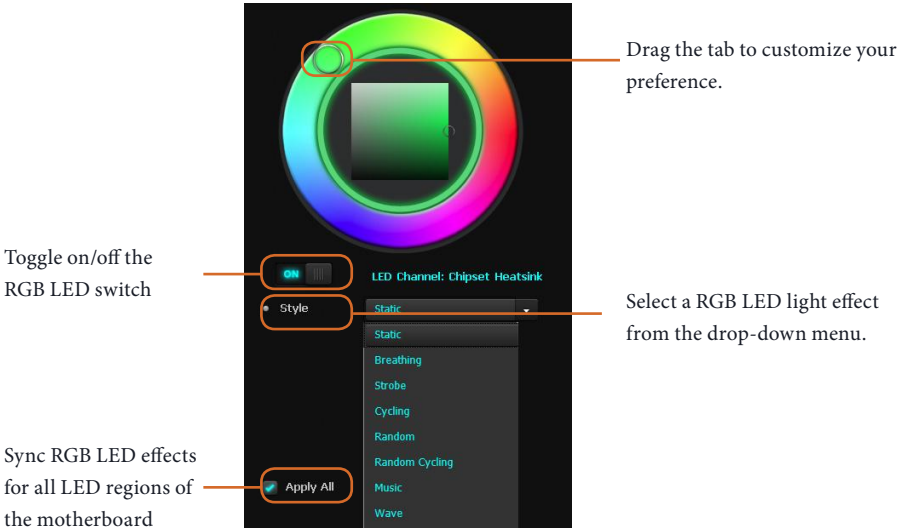 Drag the tab to customize your
preference.
Toggle on/off the
RGB LED switch
ON
LED Channel: Chipset Heatsink
Style
Static
Select a RGB LED light effect
from the drop-down menu.
Static
Breathing
Strobe
Cycling
Random
Random Cycling
Music
Wave
Sync RGB LED effects
for all LED regions of
the motherboard
Apply All